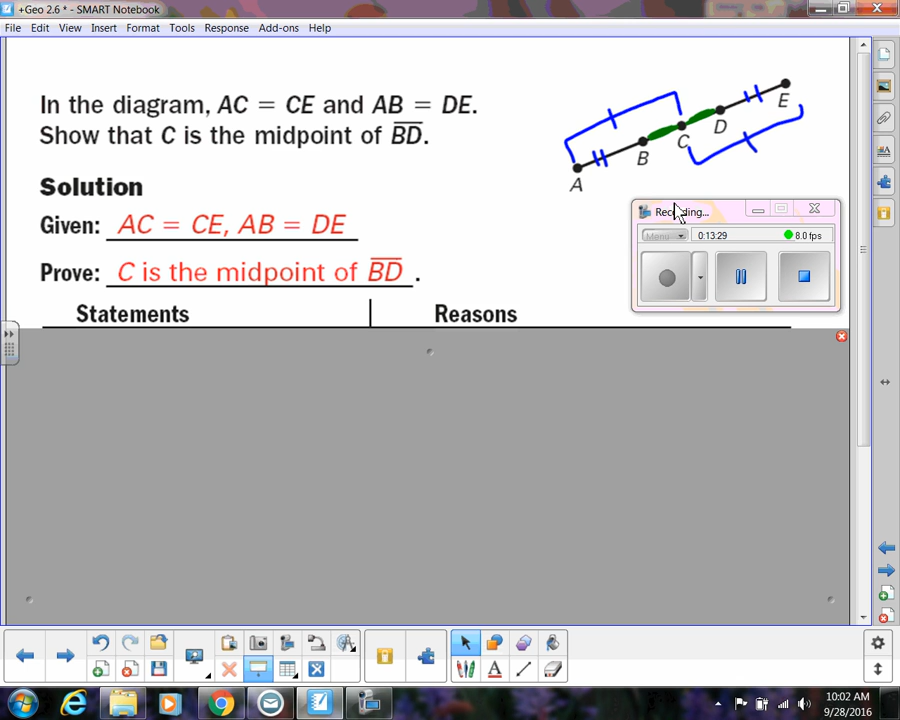 +Geo 2.6 * - SMART Notebook
File Edit View Insert Format Tools Response Add-ons Help
In the diagram, AC = CE and AB = DE.
Show that C is the midpoint of BD.
A
B
C
D
E
Solution
Given: AC = CE, AB = DE
Prove: C is the midpoint of BD .
Statements Reasons
Recording...
Menu 0:13:29 8.0 fps
10:02 AM
9/28/2016